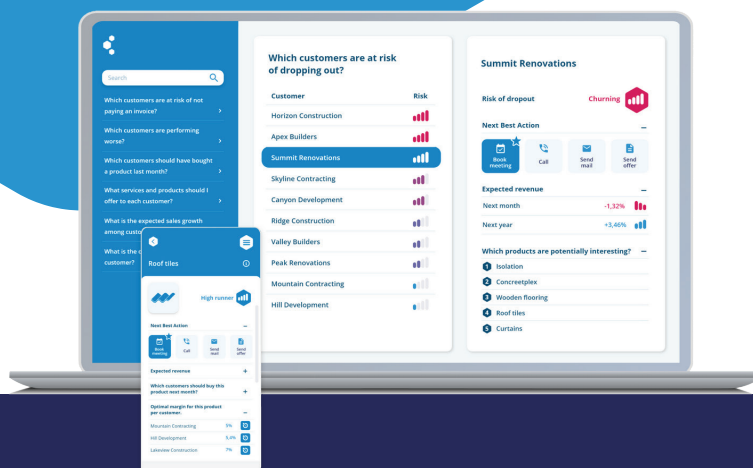 Search
Which customers are at risk of not
paying an invoice?
Which customers are performing
worse?
Which customers should have bought
a product last month?
What services and products should I
offer to each customer?
What is the expected sales growth
among custo
What is the c
customer?
Which customers are at risk
of dropping out?
Customer Risk
Horizon Construction
Apex Builders
Summit Renovations
Skyline Contracting
Canyon Development
Ridge Construction
Valley Builders
Peak Renovations
Mountain Contracting
Hill Development
Summit Renovations
Risk of dropout Churning
Next Best Action
Book
meeting
Call
Send
mail
Send
offer
Expected revenue
Next month -1,32%
Next year +3,46%
Which products are potentially interesting?
1 Isolation
2 Concreetplex
3 Wooden flooring
4 Roof tiles
5 Curtains
Roof tiles
High runner
Next Best Action
Book
meeting
Call
Send
mail
Send
offer
Expected revenue
Which customers should buy this
product next month?
Optimal margin for this product
per customer.
Mountain Contracting 5%
Hill Development 5,4%
Lakeview Construction 7%